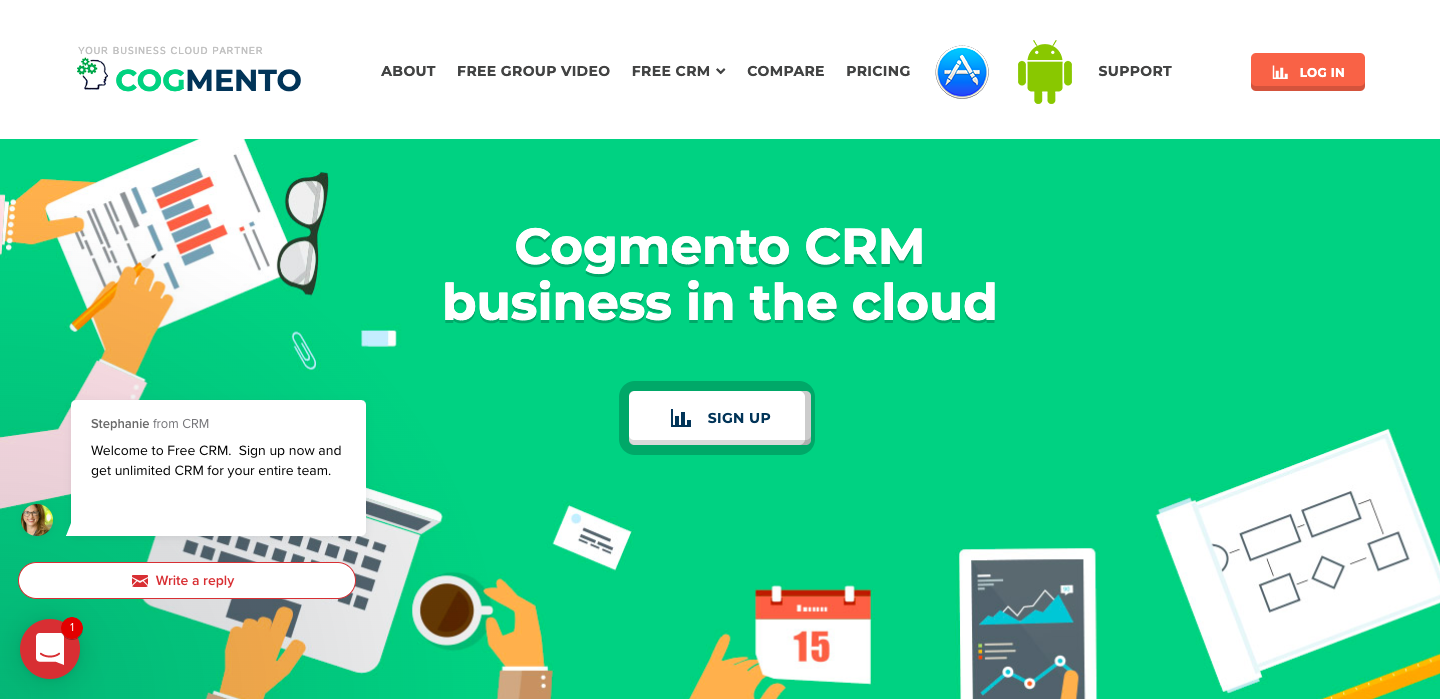 YOUR BUSINESS CLOUD PARTNER
COGMENTO
ABOUT
FREE GROUP VIDEO
FREE CRM
COMPARE
PRICING
SUPPORT
LOG IN
Cogmento CRM
business in the cloud
SIGN UP
Stephanie from CRM
Welcome to Free CRM. Sign up now and
get unlimited CRM for your entire team.
Write a reply
1
15